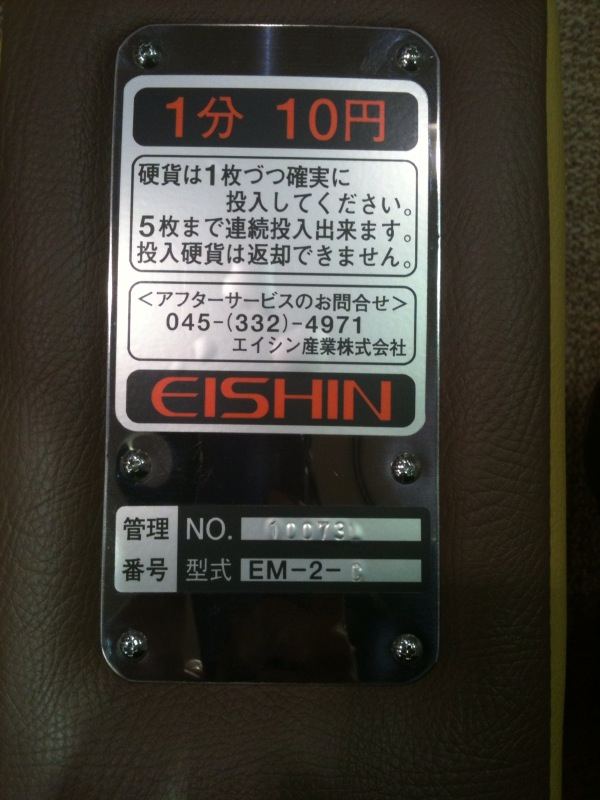 1分 10円
硬貨は1枚づつ確実に
投入してください。
5枚まで連続投入出来ます。
投入硬貨は返却できません。
<アフターサービスのお問合せ>
045-(332)-4971
エイシン産業株式会社
EISHIN
管理 NO. 10073
番号 型式 EM-2-